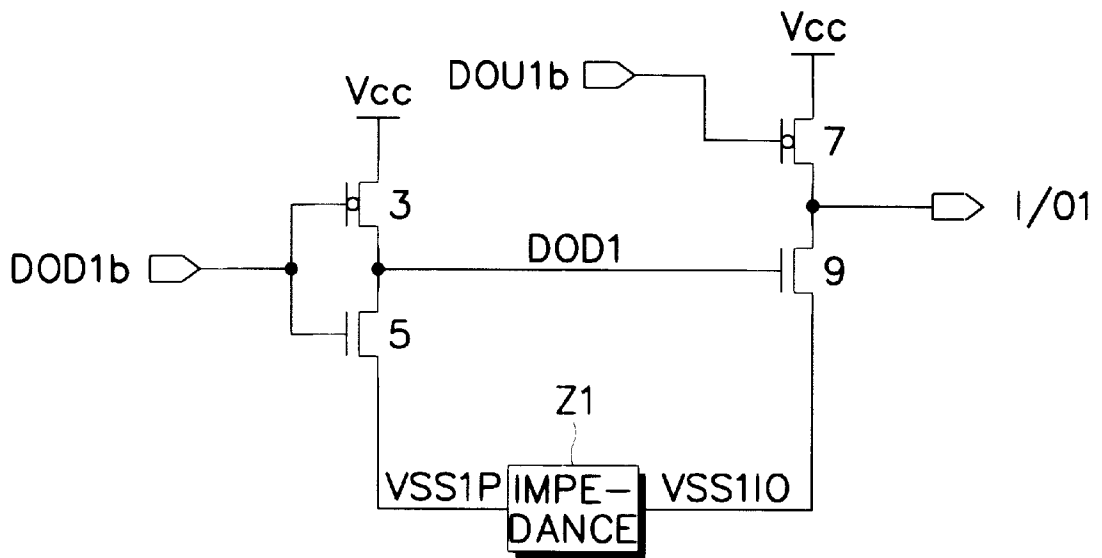 Vcc
DOU1b
Vcc
7
3
I/O1
DOD1
DOD1b
9
5
Z1
VSS1P
IMPE-
DANCE
VSS1IO